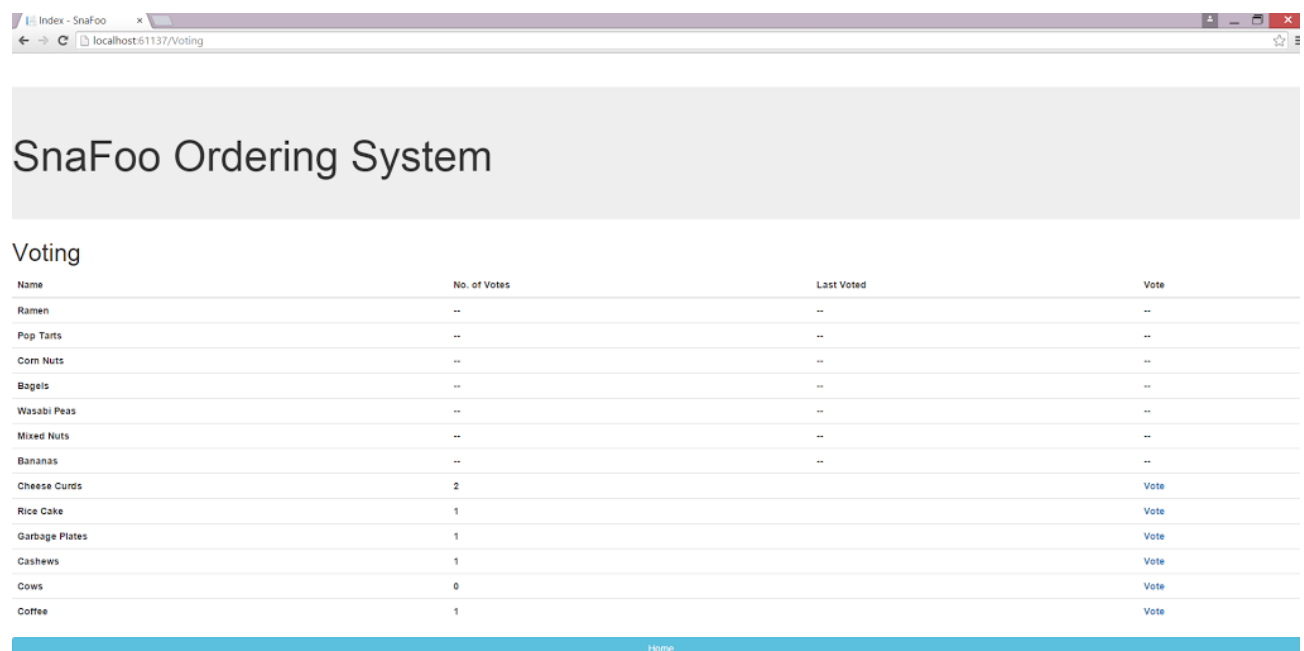 Index - SnaFoo
localhost:61137/Voting
SnaFoo Ordering System
Voting
Name No. of Votes Last Voted Vote
Ramen -- -- --
Pop Tarts -- -- --
Corn Nuts -- -- --
Bagels -- -- --
Wasabi Peas -- -- --
Mixed Nuts -- -- --
Bananas -- -- --
Cheese Curds 2 Vote
Rice Cake 1 Vote
Garbage Plates 1 Vote
Cashews 1 Vote
Cows 0 Vote
Coffee 1 Vote
Home